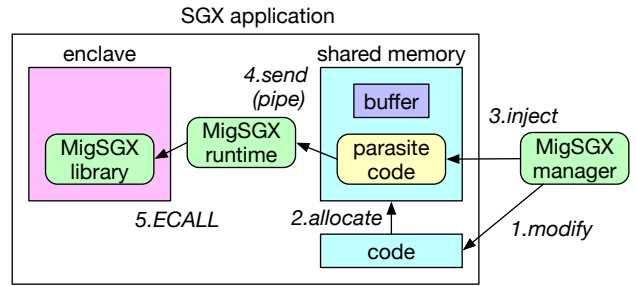 SGX application
enclave
shared memory
4.send
(pipe)
buffer
3.inject
MigSGX
library
MigSGX
runtime
parasite
code
MigSGX
manager
5.ECALL
2.allocate
1.modify
code